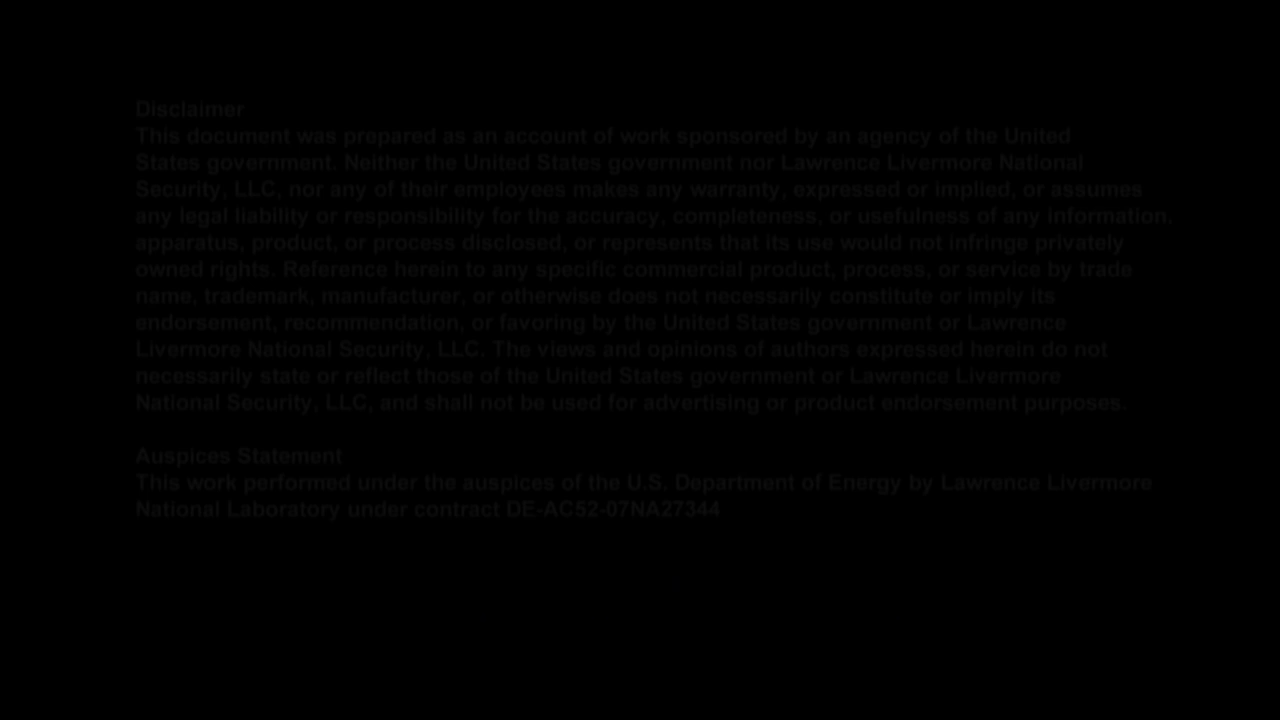 Disclaimer
This document was prepared as an account of work sponsored by an agency of the United
States government. Neither the United States government nor Lawrence Livermore National
Security, LLC, nor any of their employees makes any warranty, expressed or implied, or assumes
any legal liability or responsibility for the accuracy, completeness, or usefulness of any information,
apparatus, product, or process disclosed, or represents that its use would not infringe privately
owned rights. Reference herein to any specific commercial product, process, or service by trade
name, trademark, manufacturer, or otherwise does not necessarily constitute or imply its
endorsement, recommendation, or favoring by the United States government or Lawrence
Livermore National Security, LLC. The views and opinions of authors expressed herein do not
necessarily state or reflect those of the United States government or Lawrence Livermore
National Security, LLC, and shall not be used for advertising or product endorsement purposes.
Auspices Statement
This work performed under the auspices of the U.S. Department of Energy by Lawrence Livermore
National Laboratory under contract DE-AC52-07NA27344